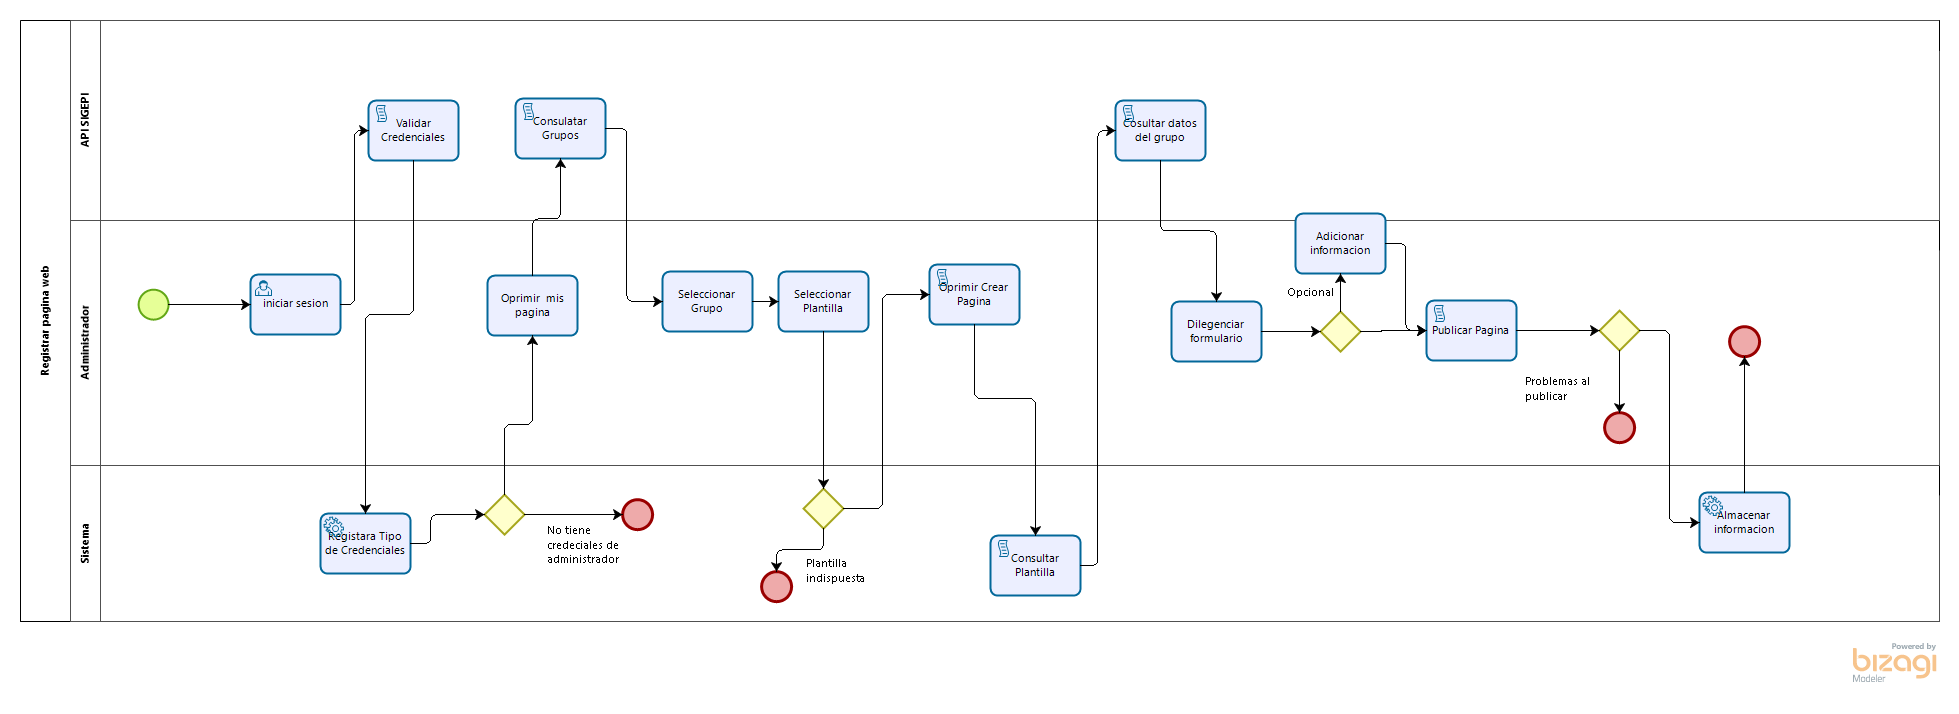 Registrar pagina web
API SIGEPI
Validar
Credenciales
Consulatar
Grupos
Cosultar datos
del grupo
Administrador
iniciar sesion
Oprimir mis
pagina
Seleccionar
Grupo
Seleccionar
Plantilla
Oprimir Crear
Pagina
Dilegenciar
formulario
Opcional
Adicionar
informacion
Publicar Pagina
Problemas al
publicar
Sistema
Registara Tipo
de Credenciales
No tiene
credeciales de
administrador
Plantilla
indispuesta
Consultar
Plantilla
Almacenar
informacion
Powered by
bizagi
Modeler